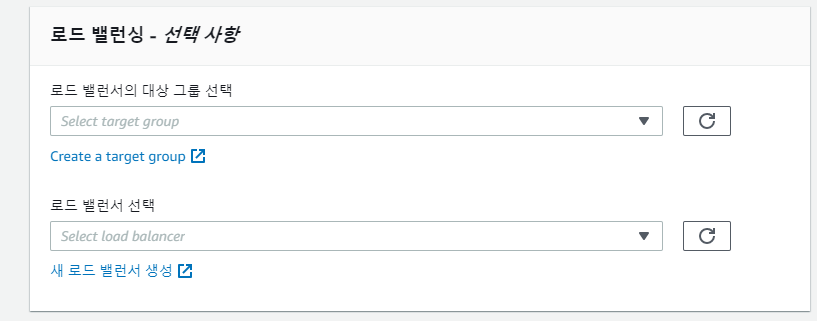 로드 밸런싱 - 선택 사항
로드 밸런서의 대상 그룹 선택
Select target group
Create a target group
로드 밸런서 선택
Select load balancer
새 로드 밸런서 생성